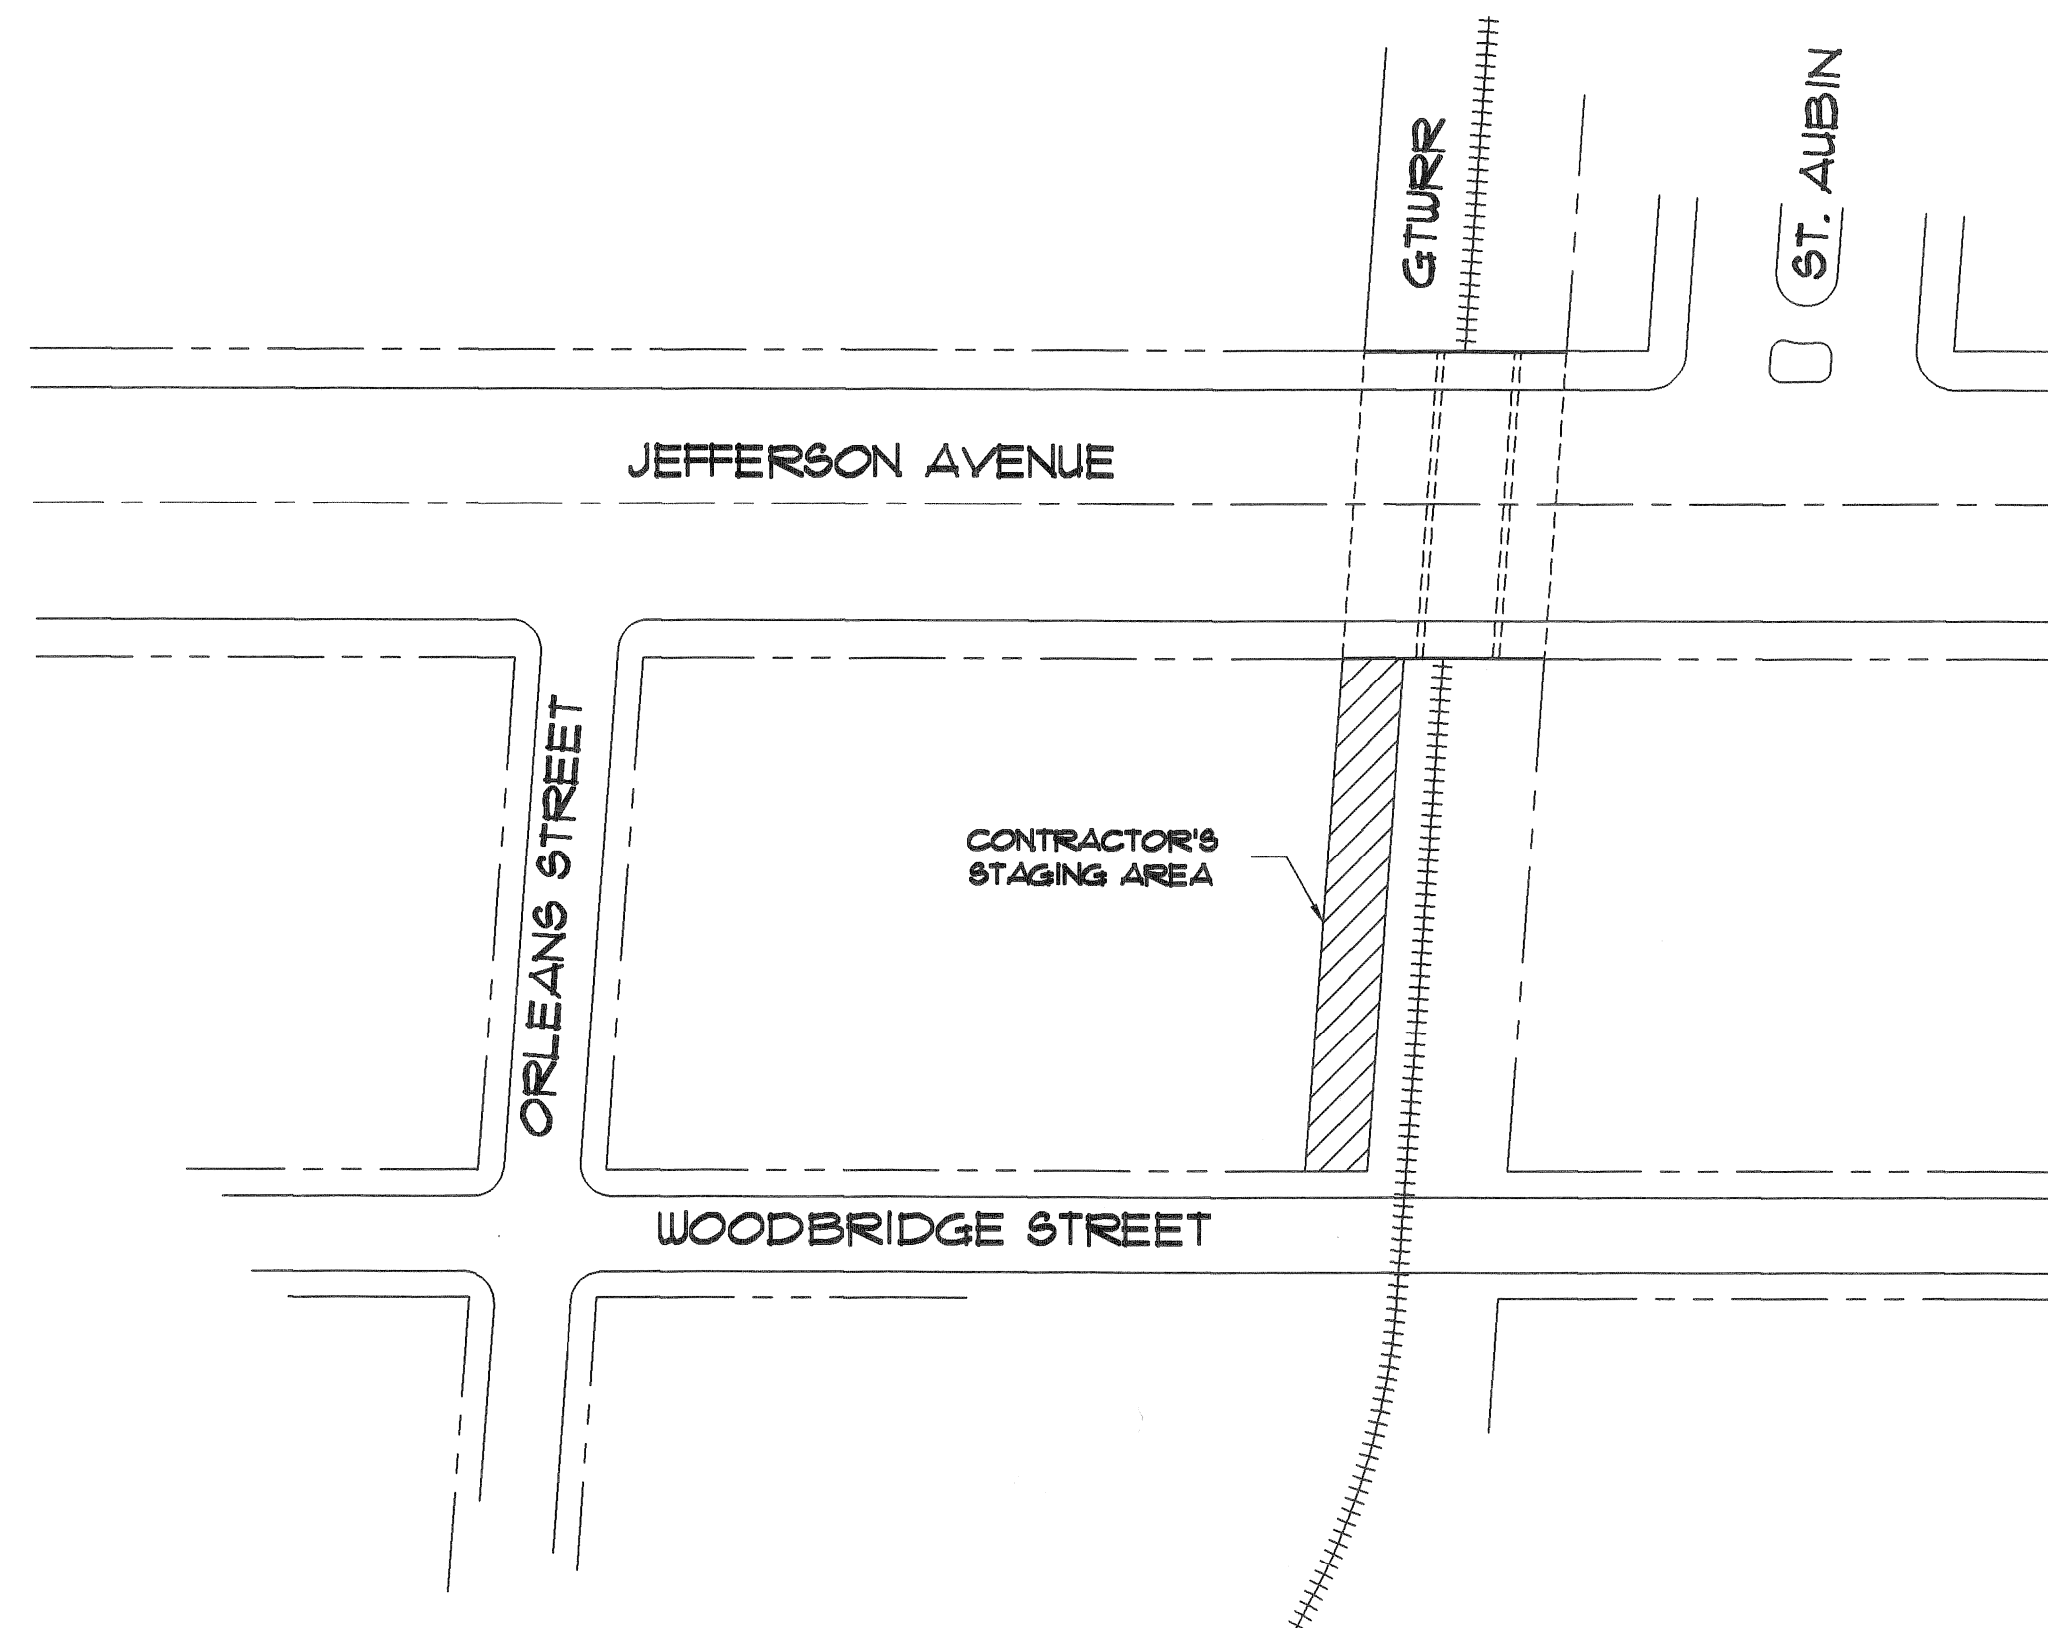 ST. AUBIN
GTWRR
JEFFERSON AVENUE
ORLEANS STREET
CONTRACTOR'S
STAGING AREA
WOODBRIDGE STREET